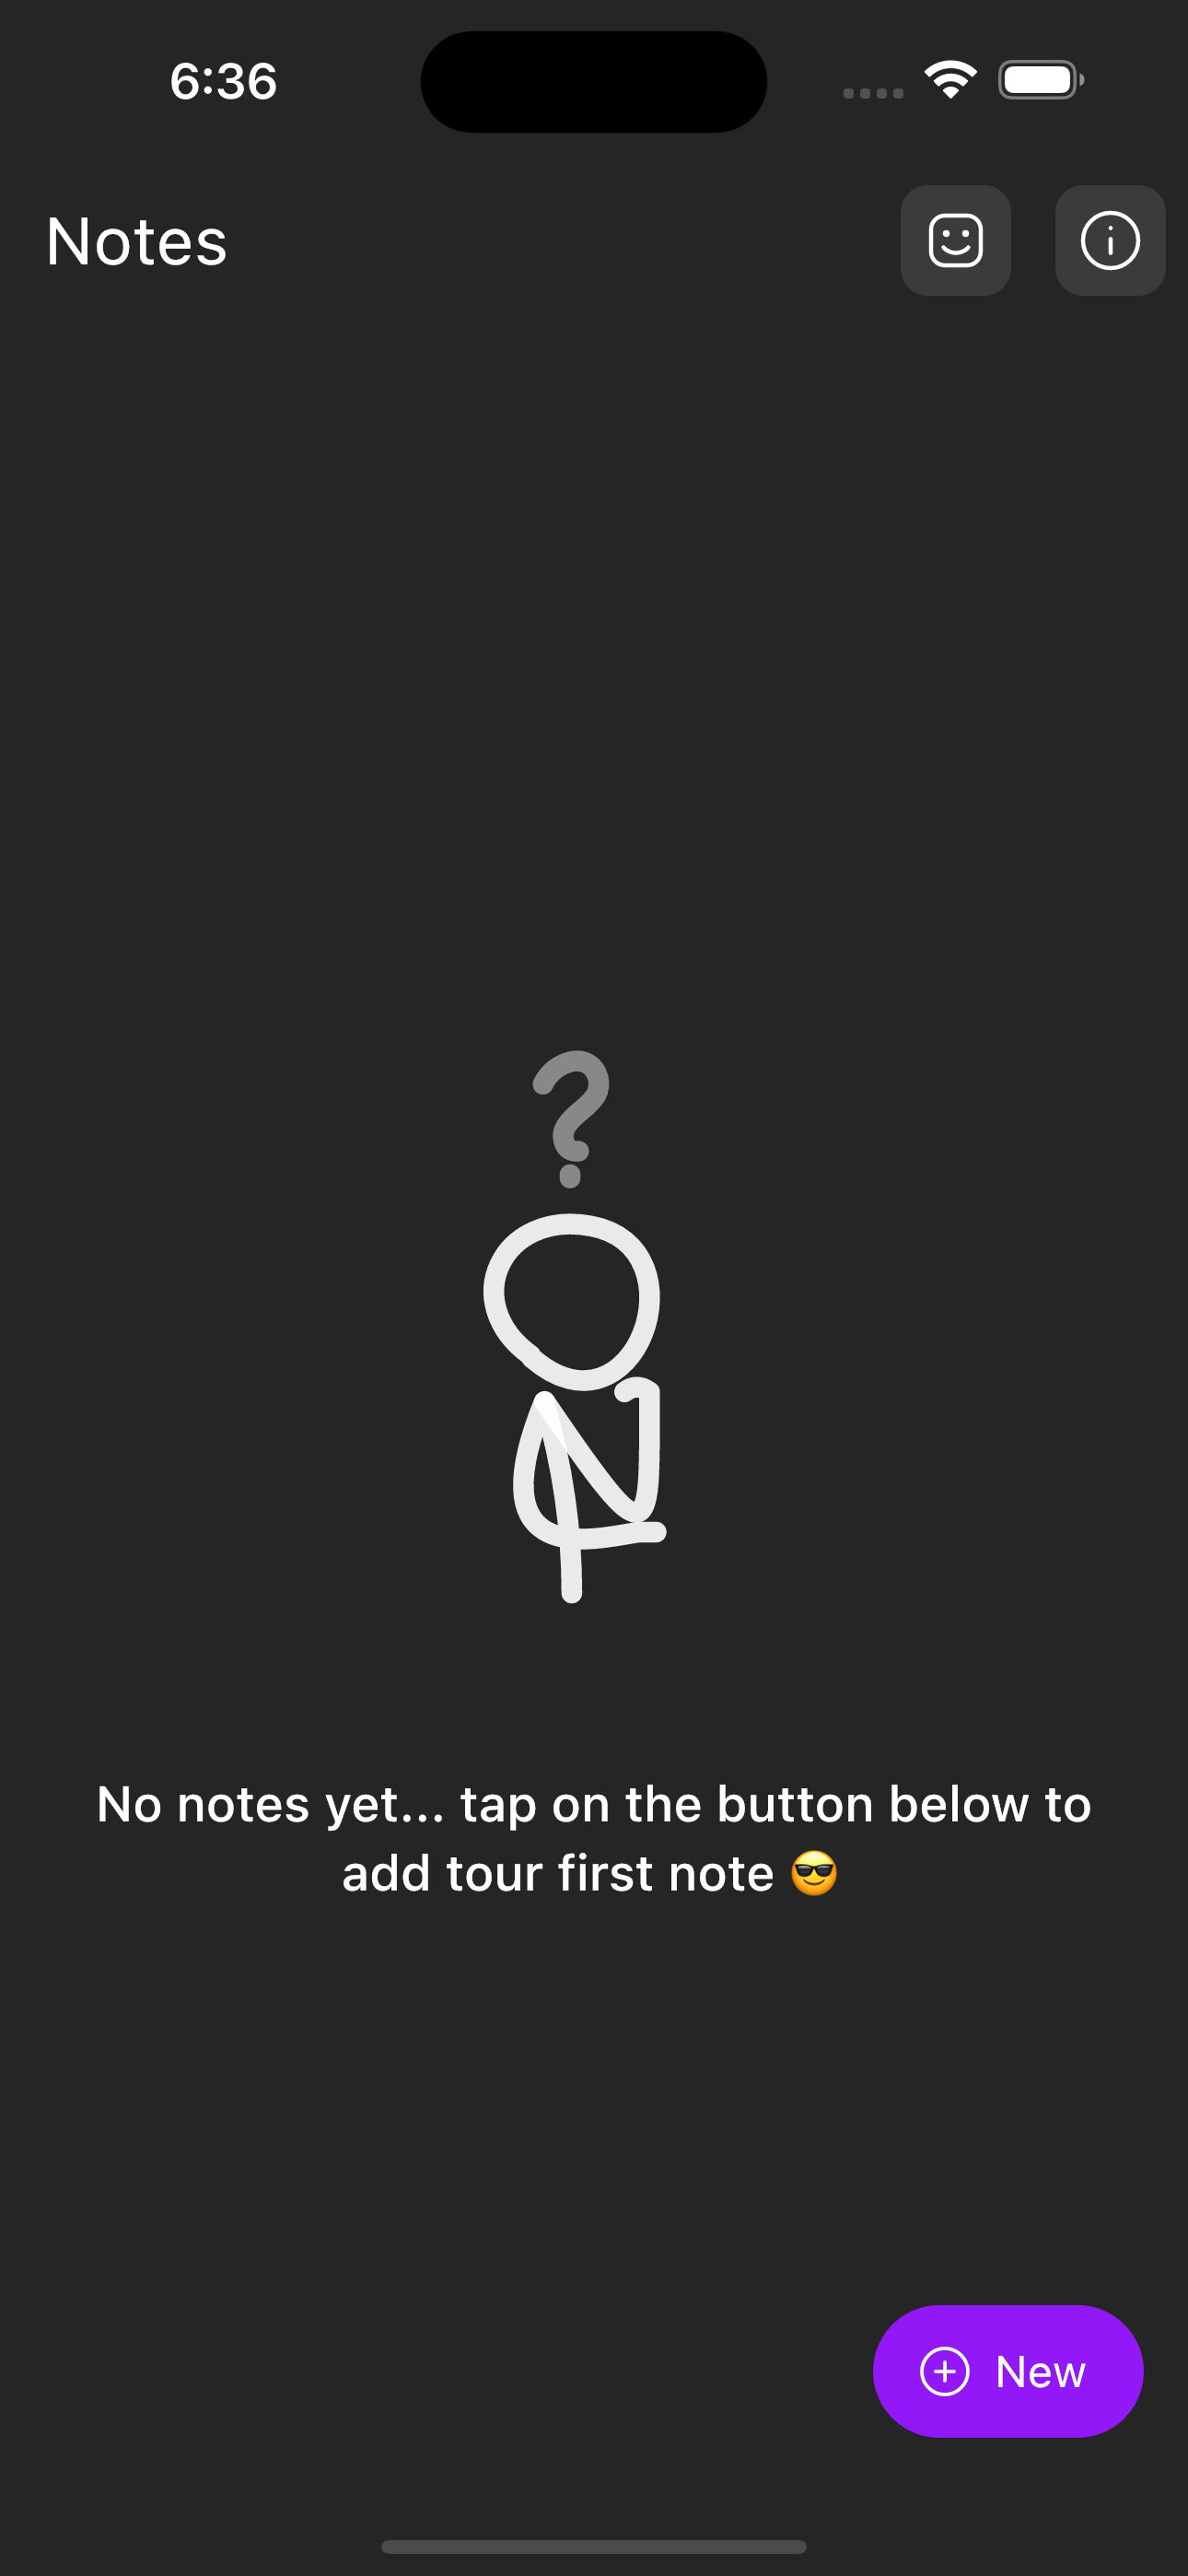 6:36
Notes
?
No notes yet... tap on the button below to
add tour first note 😎
New